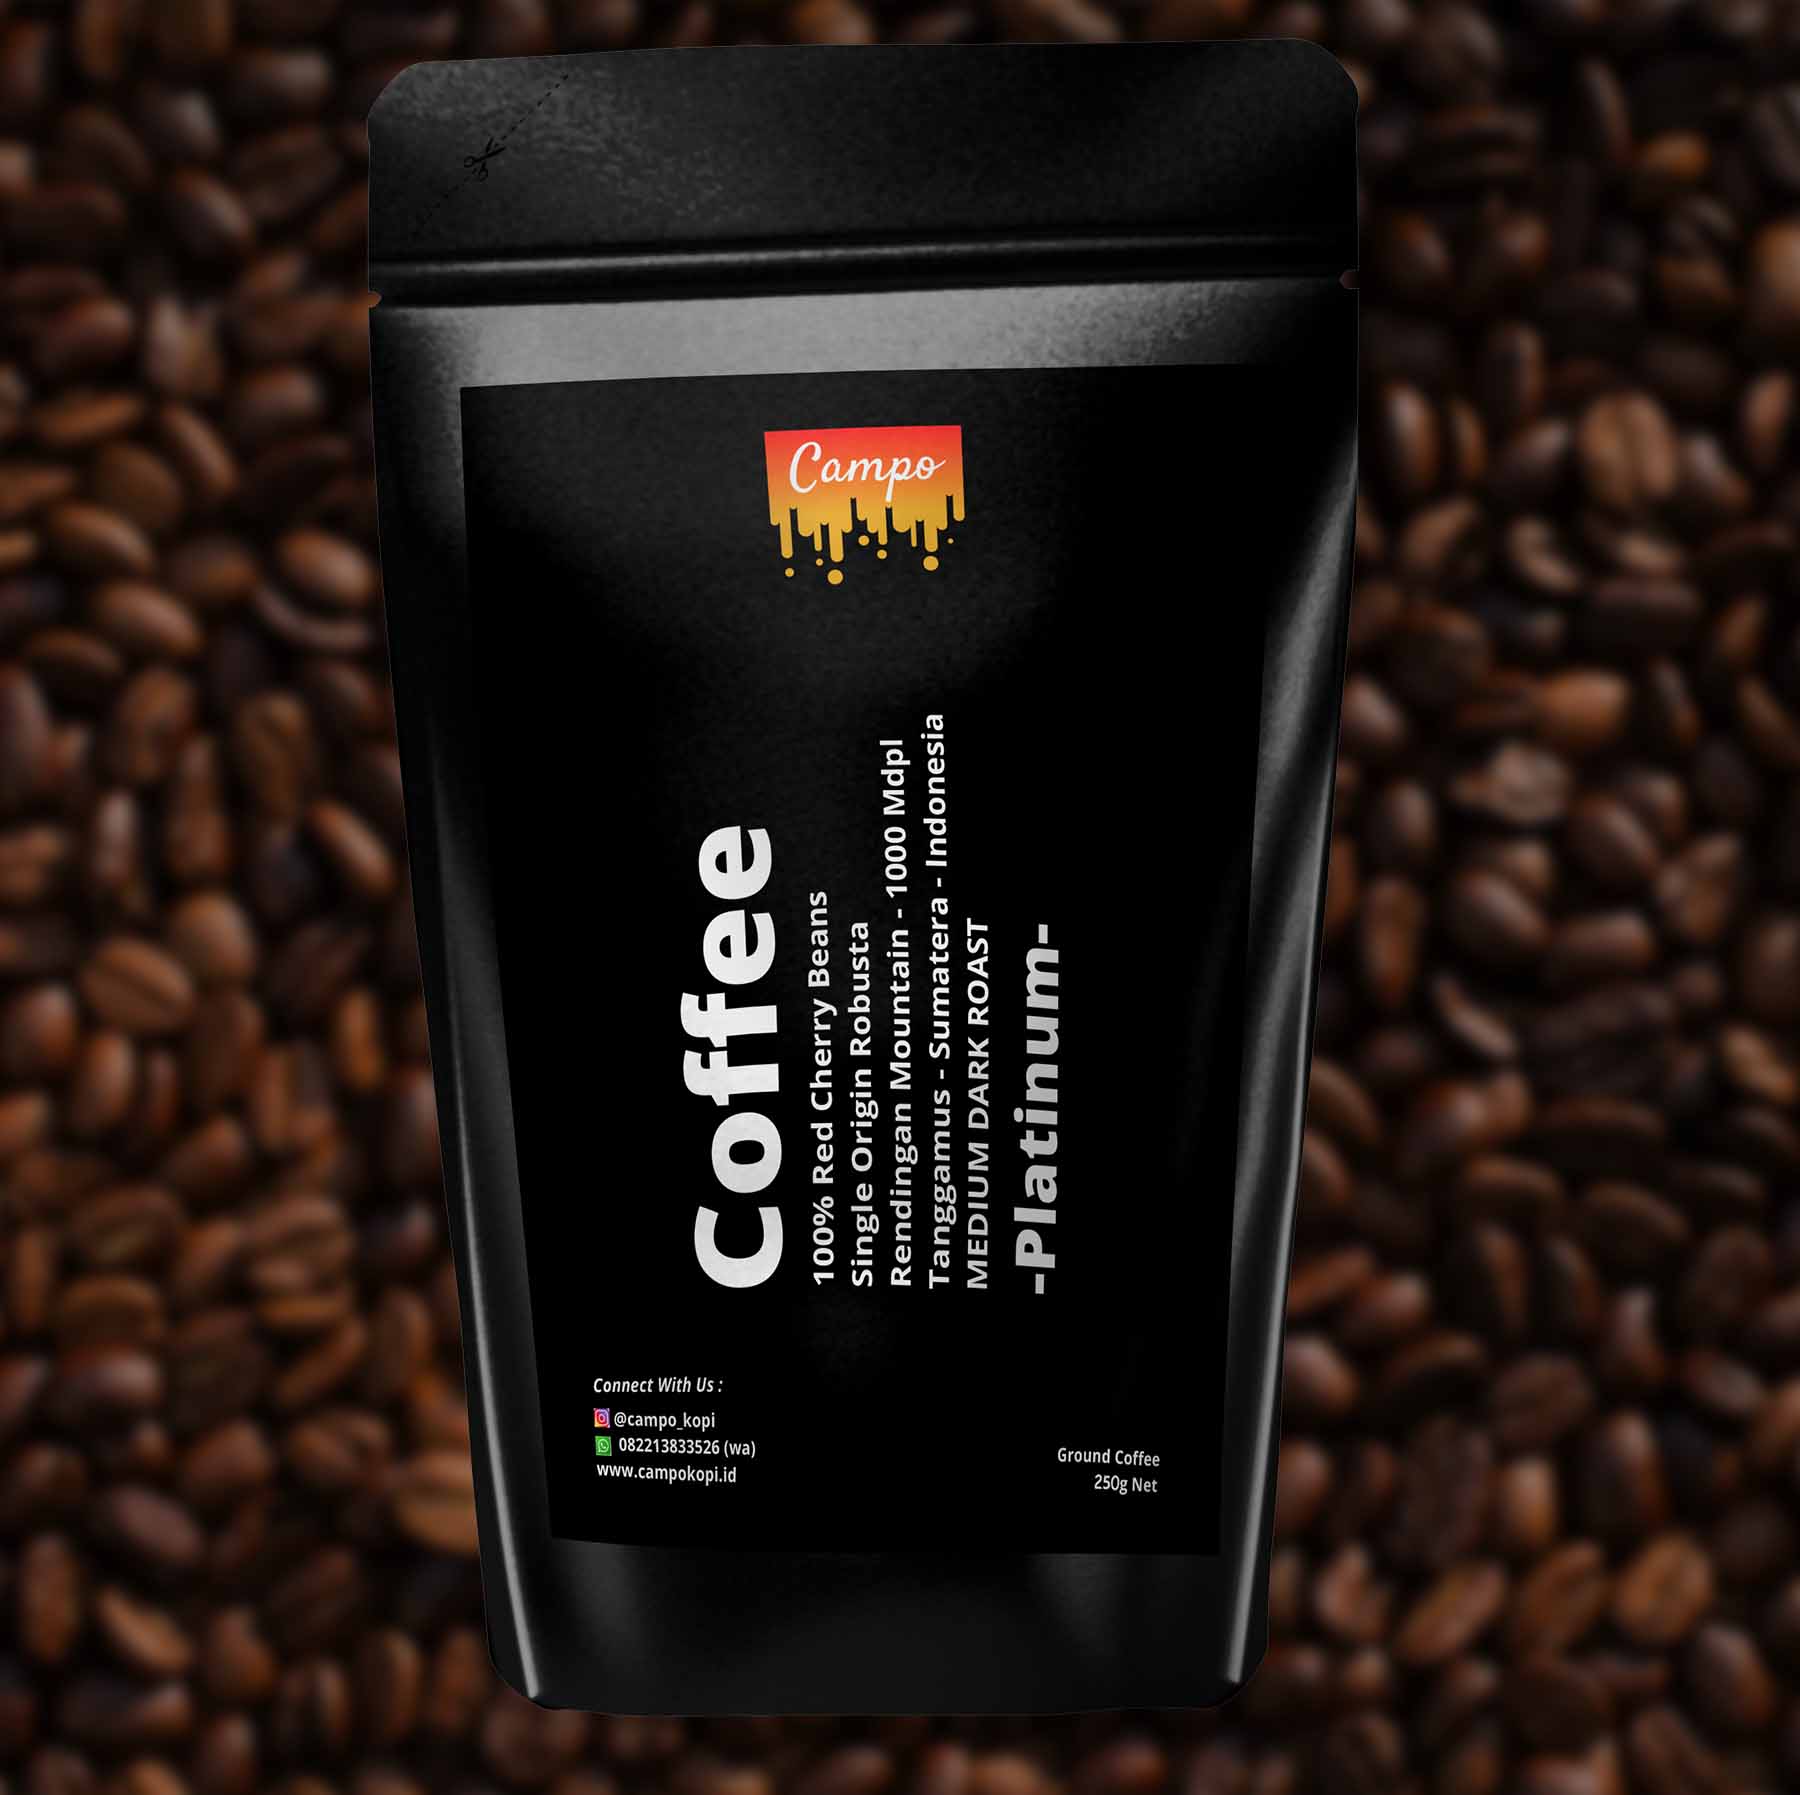 Campo
Coffee
100% Red Cherry Beans
Single Origin Robusta
Rendingan Mountain - 1000 Mdpl
Tanggamus - Sumatera - Indonesia
MEDIUM DARK ROAST
-Platinum-
Connect With Us :
@campo_kopi
082213833526 (wa)
www.campokopi.id
Ground Coffee
250g Net